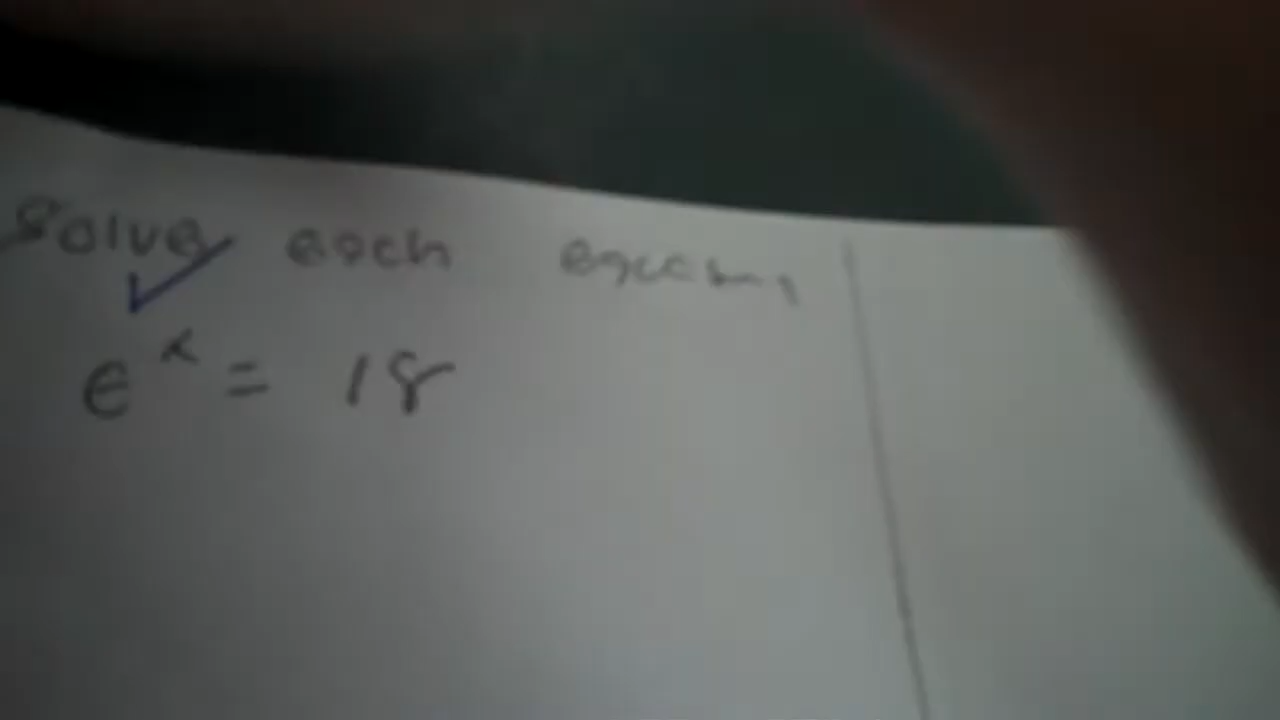 Solve each
e^x = 18